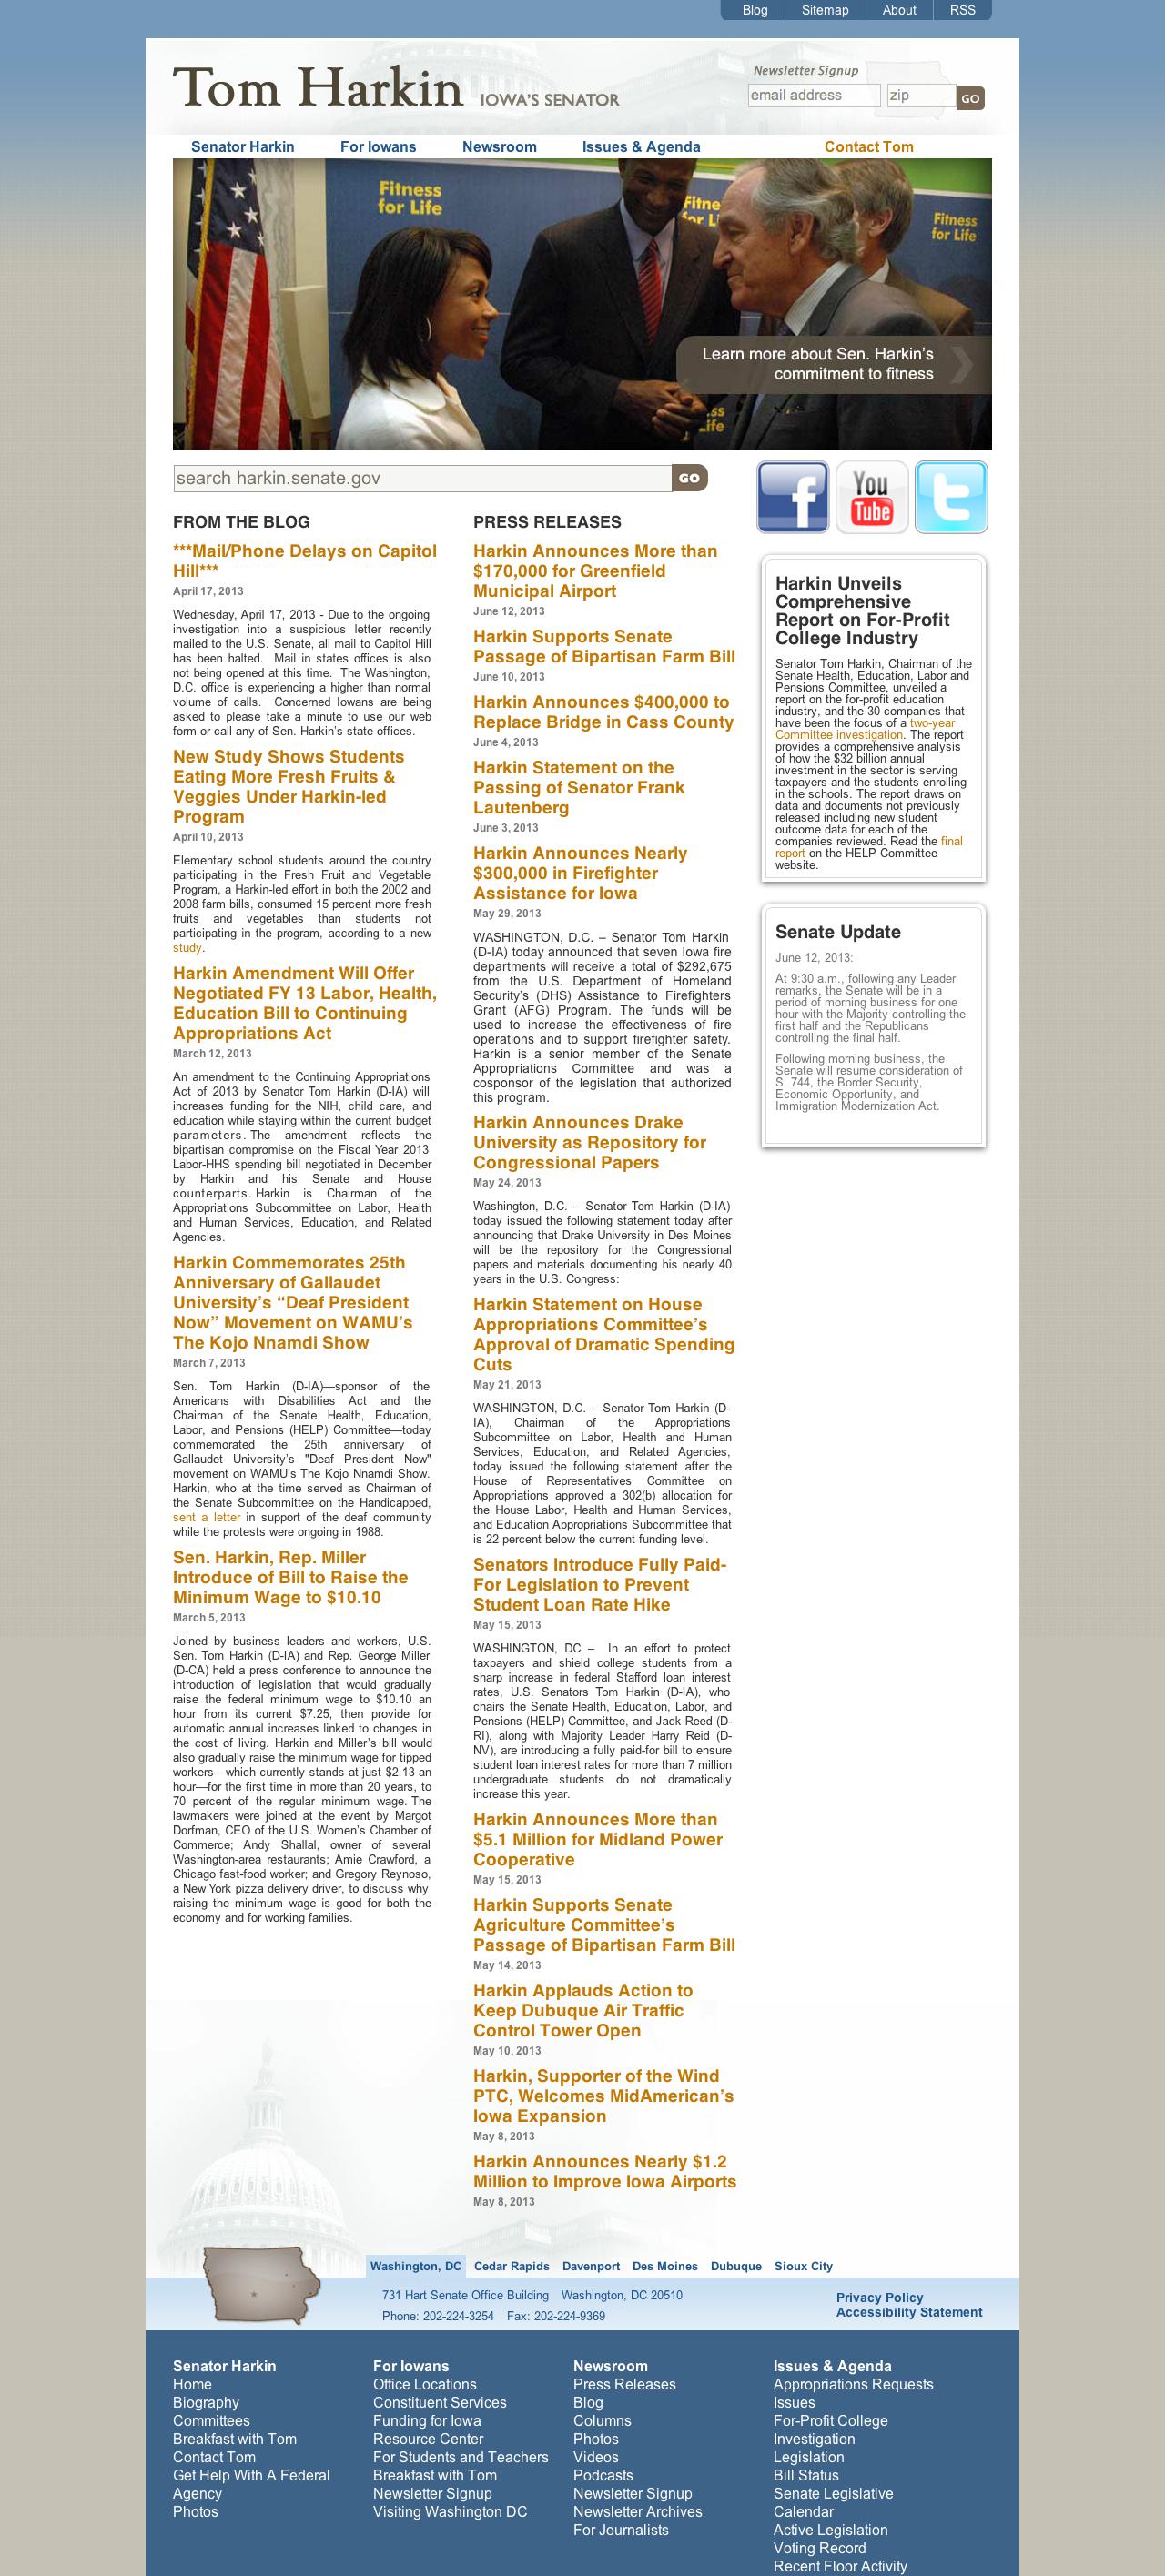 Blog Sitemap About RSS
Tom Harkin IOWA'S SENATOR
Newsletter Signup
email address zip GO
Senator Harkin For Iowans Newsroom Issues & Agenda Contact Tom
Fitness
for Life
Fitness
for Life
Learn more about Sen. Harkin's
commitment to fitness
search harkin.senate.gov GO
You
Tube
FROM THE BLOG
***Mail/Phone Delays on Capitol
Hill***
April 17, 2013
Wednesday, April 17, 2013 - Due to the ongoing
investigation into a suspicious letter recently
mailed to the U.S. Senate, all mail to Capitol Hill
has been halted. Mail in states offices is also
not being opened at this time. The Washington,
D.C. office is experiencing a higher than normal
volume of calls. Concerned Iowans are being
asked to please take a minute to use our web
form or call any of Sen. Harkin's state offices.
New Study Shows Students
Eating More Fresh Fruits &
Veggies Under Harkin-led
Program
April 10, 2013
Elementary school students around the country
participating in the Fresh Fruit and Vegetable
Program, a Harkin-led effort in both the 2002 and
2008 farm bills, consumed 15 percent more fresh
fruits and vegetables than students not
participating in the program, according to a new
study.
Harkin Amendment Will Offer
Negotiated FY 13 Labor, Health,
Education Bill to Continuing
Appropriations Act
March 12, 2013
An amendment to the Continuing Appropriations
Act of 2013 by Senator Tom Harkin (D-IA) will
increases funding for the NIH, child care, and
education while staying within the current budget
parameters. The amendment reflects the
bipartisan compromise on the Fiscal Year 2013
Labor-HHS spending bill negotiated in December
by Harkin and his Senate and House
counterparts. Harkin is Chairman of the
Appropriations Subcommittee on Labor, Health
and Human Services, Education, and Related
Agencies.
Harkin Commemorates 25th
Anniversary of Gallaudet
University's “Deaf President
Now” Movement on WAMU's
The Kojo Nnamdi Show
March 7, 2013
Sen. Tom Harkin (D-IA)—sponsor of the
Americans with Disabilities Act and the
Chairman of the Senate Health, Education,
Labor, and Pensions (HELP) Committee—today
commemorated the 25th anniversary of
Gallaudet University's "Deaf President Now"
movement on WAMU's The Kojo Nnamdi Show.
Harkin, who at the time served as Chairman of
the Senate Subcommittee on the Handicapped,
sent a letter in support of the deaf community
while the protests were ongoing in 1988.
Sen. Harkin, Rep. Miller
Introduce of Bill to Raise the
Minimum Wage to $10.10
March 5, 2013
Joined by business leaders and workers, U.S.
Sen. Tom Harkin (D-IA) and Rep. George Miller
(D-CA) held a press conference to announce the
introduction of legislation that would gradually
raise the federal minimum wage to $10.10 an
hour from its current $7.25, then provide for
automatic annual increases linked to changes in
the cost of living. Harkin and Miller's bill would
also gradually raise the minimum wage for tipped
workers—which currently stands at just $2.13 an
hour—for the first time in more than 20 years, to
70 percent of the regular minimum wage. The
lawmakers were joined at the event by Margot
Dorfman, CEO of the U.S. Women's Chamber of
Commerce; Andy Shallal, owner of several
Washington-area restaurants; Amie Crawford, a
Chicago fast-food worker; and Gregory Reynoso,
a New York pizza delivery driver, to discuss why
raising the minimum wage is good for both the
economy and for working families.
PRESS RELEASES
Harkin Announces More than
$170,000 for Greenfield
Municipal Airport
June 12, 2013
Harkin Supports Senate
Passage of Bipartisan Farm Bill
June 10, 2013
Harkin Announces $400,000 to
Replace Bridge in Cass County
June 4, 2013
Harkin Statement on the
Passing of Senator Frank
Lautenberg
June 3, 2013
Harkin Announces Nearly
$300,000 in Firefighter
Assistance for Iowa
May 29, 2013
WASHINGTON, D.C. – Senator Tom Harkin
(D-IA) today announced that seven Iowa fire
departments will receive a total of $292,675
from the U.S. Department of Homeland
Security's (DHS) Assistance to Firefighters
Grant (AFG) Program. The funds will be
used to increase the effectiveness of fire
operations and to support firefighter safety.
Harkin is a senior member of the Senate
Appropriations Committee and was a
cosponsor of the legislation that authorized
this program.
Harkin Announces Drake
University as Repository for
Congressional Papers
May 24, 2013
Washington, D.C. – Senator Tom Harkin (D-IA)
today issued the following statement today after
announcing that Drake University in Des Moines
will be the repository for the Congressional
papers and materials documenting his nearly 40
years in the U.S. Congress:
Harkin Statement on House
Appropriations Committee's
Approval of Dramatic Spending
Cuts
May 21, 2013
WASHINGTON, D.C. – Senator Tom Harkin (D-
IA), Chairman of the Appropriations
Subcommittee on Labor, Health and Human
Services, Education, and Related Agencies,
today issued the following statement after the
House of Representatives Committee on
Appropriations approved a 302(b) allocation for
the House Labor, Health and Human Services,
and Education Appropriations Subcommittee that
is 22 percent below the current funding level.
Senators Introduce Fully Paid-
For Legislation to Prevent
Student Loan Rate Hike
May 15, 2013
WASHINGTON, DC – In an effort to protect
taxpayers and shield college students from a
sharp increase in federal Stafford loan interest
rates, U.S. Senators Tom Harkin (D-IA), who
chairs the Senate Health, Education, Labor, and
Pensions (HELP) Committee, and Jack Reed (D-
RI), along with Majority Leader Harry Reid (D-
NV), are introducing a fully paid-for bill to ensure
student loan interest rates for more than 7 million
undergraduate students do not dramatically
increase this year.
Harkin Announces More than
$5.1 Million for Midland Power
Cooperative
May 15, 2013
Harkin Supports Senate
Agriculture Committee's
Passage of Bipartisan Farm Bill
May 14, 2013
Harkin Applauds Action to
Keep Dubuque Air Traffic
Control Tower Open
May 10, 2013
Harkin, Supporter of the Wind
PTC, Welcomes MidAmerican's
Iowa Expansion
May 8, 2013
Harkin Announces Nearly $1.2
Million to Improve Iowa Airports
May 8, 2013
Harkin Unveils
Comprehensive
Report on For-Profit
College Industry
Senator Tom Harkin, Chairman of the
Senate Health, Education, Labor and
Pensions Committee, unveiled a
report on the for-profit education
industry, and the 30 companies that
have been the focus of a two-year
Committee investigation. The report
provides a comprehensive analysis
of how the $32 billion annual
investment in the sector is serving
taxpayers and the students enrolling
in the schools. The report draws on
data and documents not previously
released including new student
outcome data for each of the
companies reviewed. Read the final
report on the HELP Committee
website.
Senate Update
June 12, 2013:
At 9:30 a.m., following any Leader
remarks, the Senate will be in a
period of morning business for one
hour with the Majority controlling the
first half and the Republicans
controlling the final half.
Following morning business, the
Senate will resume consideration of
S. 744, the Border Security,
Economic Opportunity, and
Immigration Modernization Act.
Washington, DC Cedar Rapids Davenport Des Moines Dubuque Sioux City
731 Hart Senate Office Building Washington, DC 20510
Phone: 202-224-3254 Fax: 202-224-9369
Privacy Policy
Accessibility Statement
Senator Harkin
Home
Biography
Committees
Breakfast with Tom
Contact Tom
Get Help With A Federal
Agency
Photos
For Iowans
Office Locations
Constituent Services
Funding for Iowa
Resource Center
For Students and Teachers
Breakfast with Tom
Newsletter Signup
Visiting Washington DC
Newsroom
Press Releases
Blog
Columns
Photos
Videos
Podcasts
Newsletter Signup
Newsletter Archives
For Journalists
Issues & Agenda
Appropriations Requests
Issues
For-Profit College
Investigation
Legislation
Bill Status
Senate Legislative
Calendar
Active Legislation
Voting Record
Recent Floor Activity